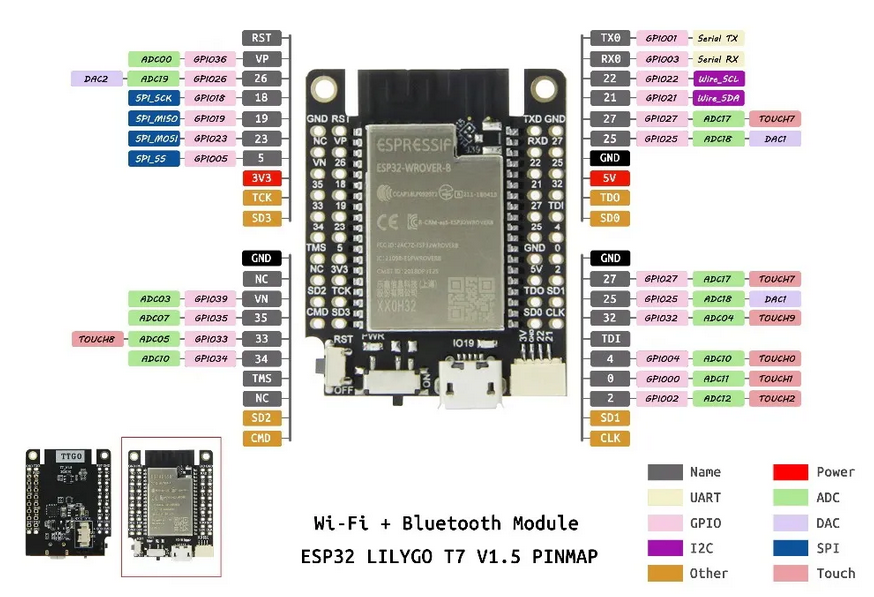 RST
ADC00 GPIO36 VP
DAC2 ADC19 GPIO26 26
SPI_SCK GPIO18 18
SPI_MISO GPIO19 19
SPI_MOSI GPIO23 23
SPI_SS GPIO05 5
3V3
TCK
SD3
GND
NC
ADC03 GPIO39 VN
ADC07 GPIO35 35
TOUCH8 ADC05 GPIO33 33
ADC10 GPIO34 34
TMS
NC
SD2
CMD
GND RST
NC VP
VN 26
35 18
33 19
34 23
TMS 5
NC 3V3
SD2 TCK
CMD SD3
ESPRESSIF
ESP32-WROVER-B
CE
XX0H32
TXD GND
RXD 27
22 25
21 32
27 TDI
25 4
GND 0
5V 2
TDO SD1
SD0 CLK
RST
PWR
IO19
OFF
ON
3V
GND
22
21
TX0 GPIO01 Serial TX
RX0 GPIO03 Serial RX
22 GPIO22 Wire_SCL
21 GPIO21 Wire_SDA
27 GPIO27 ADC17 TOUCH7
25 GPIO25 ADC18 DAC1
GND
5V
TDO
SD0
GND
27 GPIO27 ADC17 TOUCH7
25 GPIO25 ADC18 DAC1
32 GPIO32 ADC04 TOUCH9
TDI
4 GPIO04 ADC10 TOUCH0
0 GPIO00 ADC11 TOUCH1
2 GPIO02 ADC12 TOUCH2
SD1
CLK
TTGO
Wi-Fi + Bluetooth Module
ESP32 LILYGO T7 V1.5 PINMAP
Name Power
UART ADC
GPIO DAC
I2C SPI
Other Touch